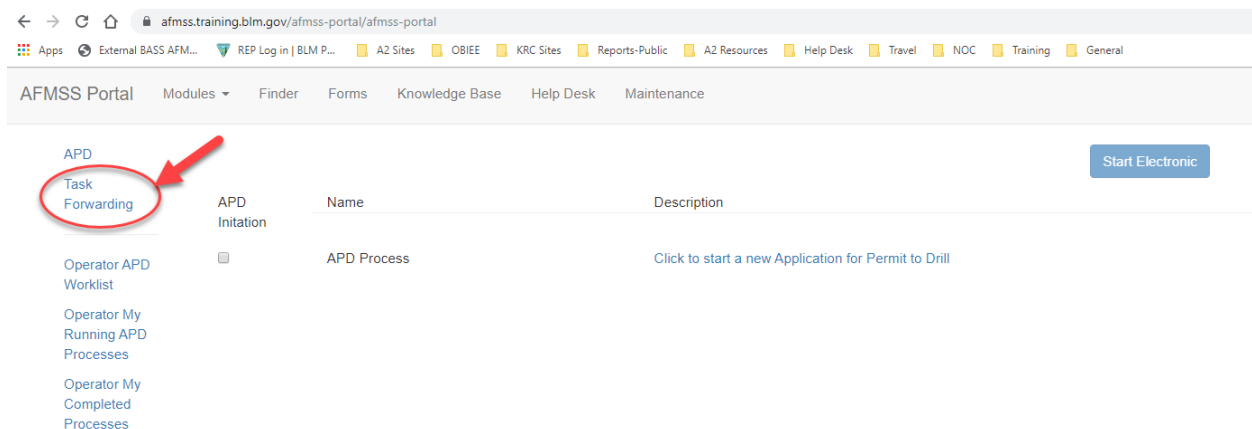 afmss.training.blm.gov/afmss-portal/afmss-portal
Apps External BASS AFM... REP Log in | BLM P... A2 Sites OBIEE KRC Sites Reports-Public A2 Resources Help Desk Travel NOC Training General
AFMSS Portal Modules Finder Forms Knowledge Base Help Desk Maintenance
APD
Task
Forwarding
Operator APD
Worklist
Operator My
Running APD
Processes
Operator My
Completed
Processes
Start Electronic
APD
Initation
Name
Description
APD Process
Click to start a new Application for Permit to Drill